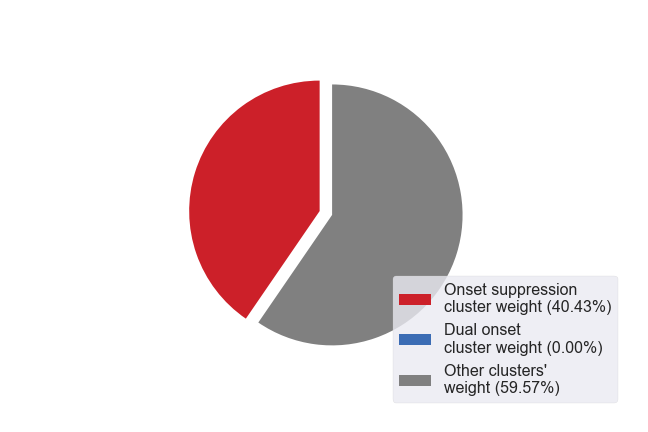 Onset suppression
cluster weight (40.43%)
Dual onset
cluster weight (0.00%)
Other clusters'
weight (59.57%)